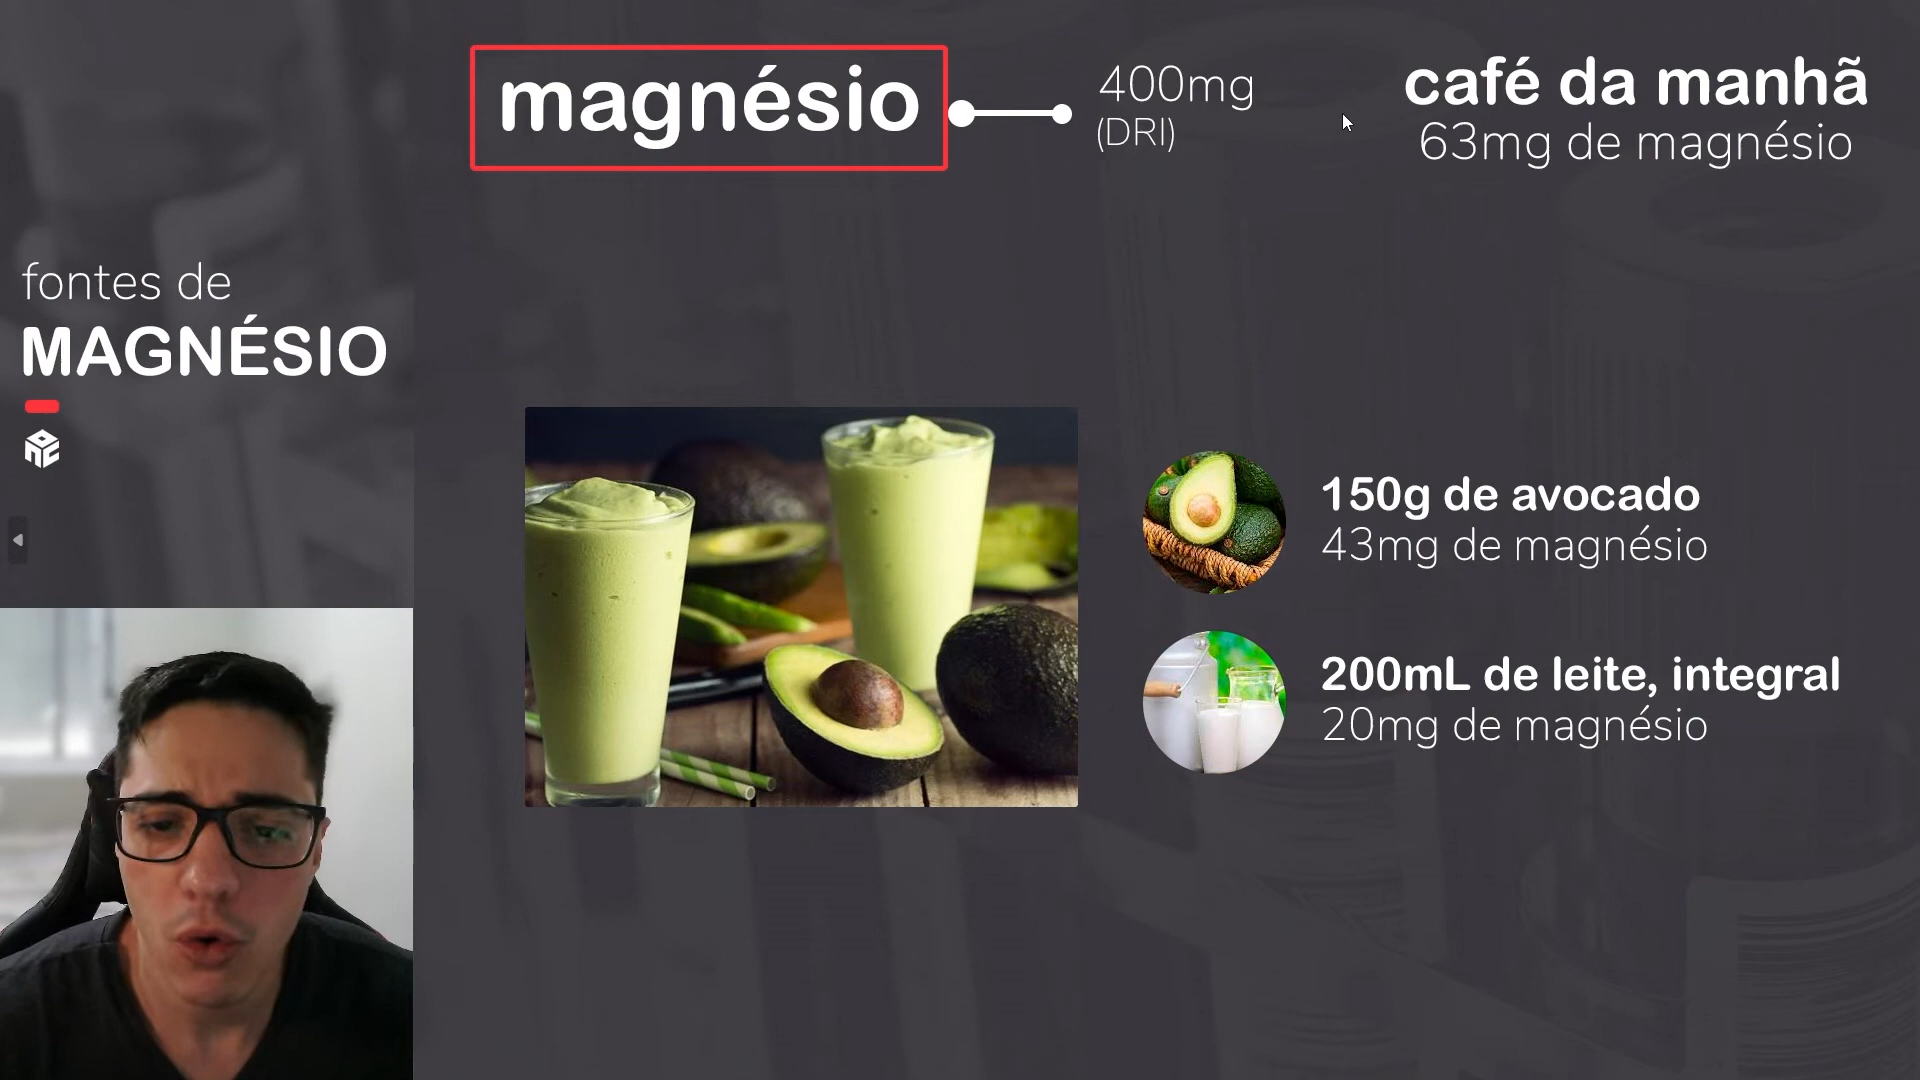 magnésio
400mg
(DRI)
café da manhã
63mg de magnésio
fontes de
MAGNÉSIO
150g de avocado
43mg de magnésio
200mL de leite, integral
20mg de magnésio